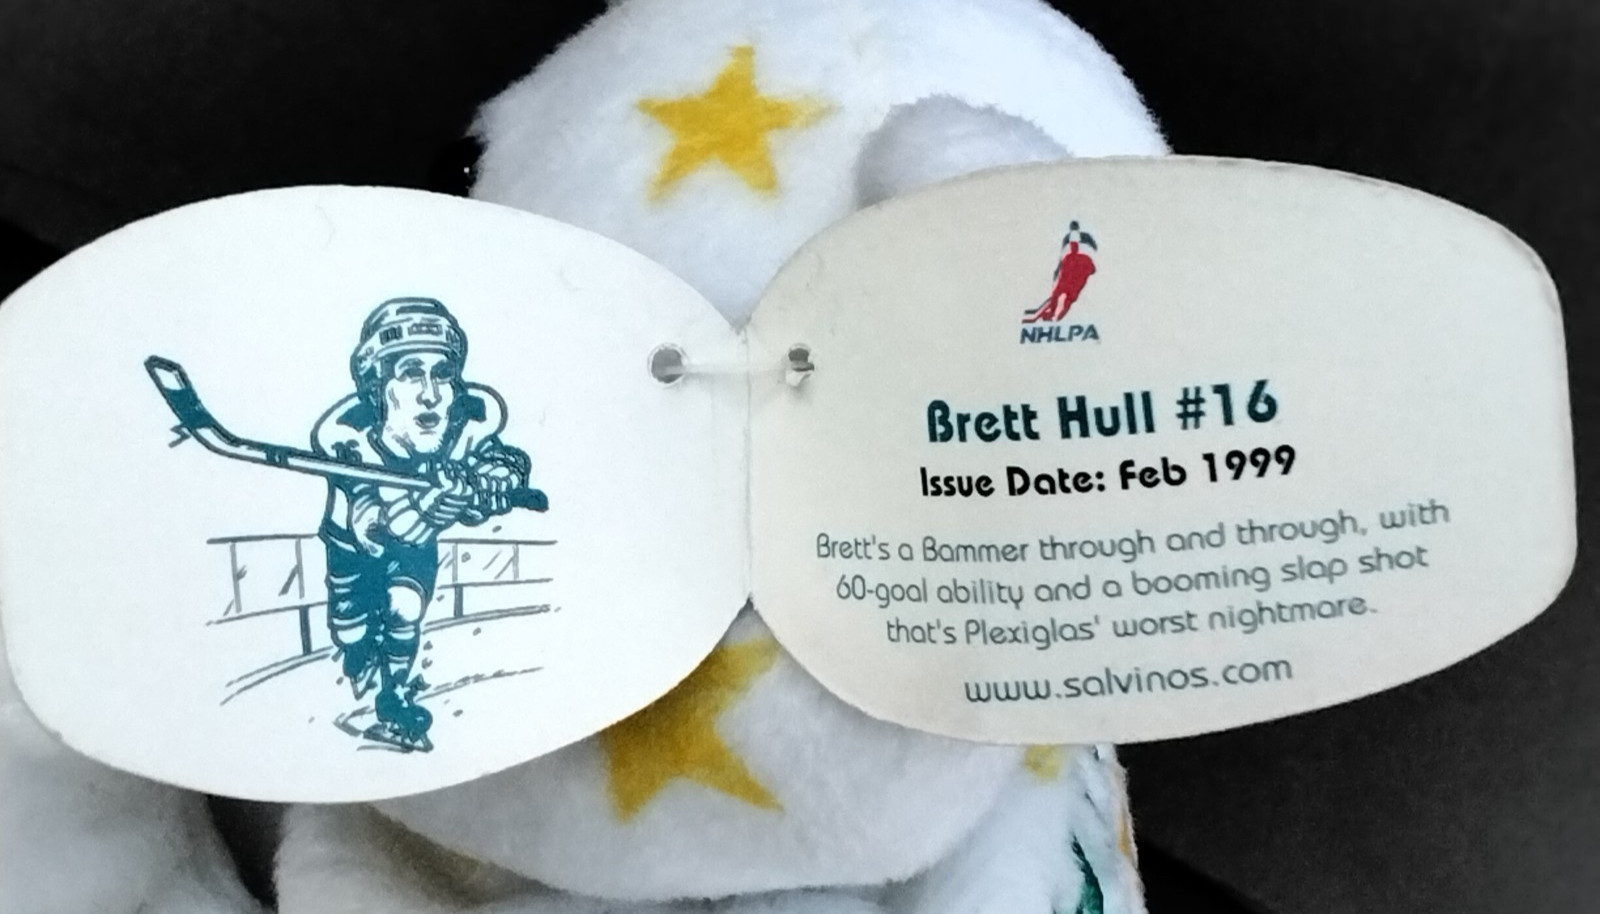 NHLPA
Brett Hull #16
Issue Date: Feb 1999
Brett's a Bammer through and through, with
60-goal ability and a booming slap shot
that's Plexiglas' worst nightmare.
www.salvinos.com